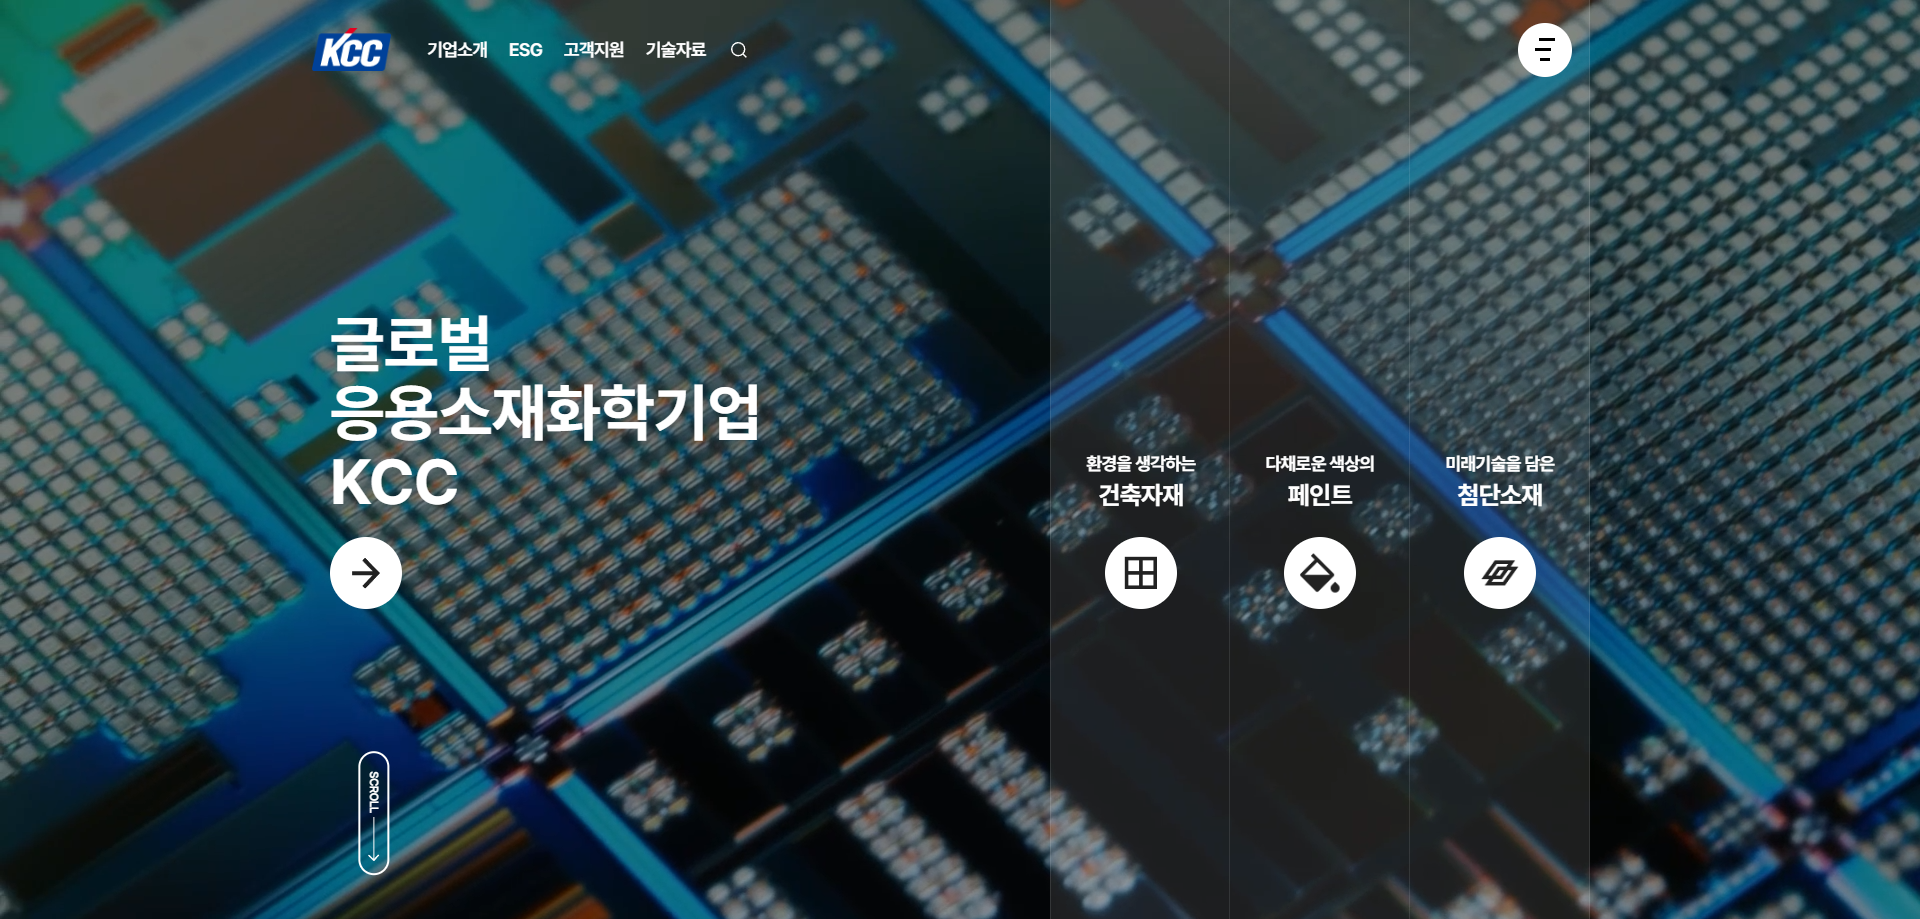 KCC
기업소개 ESG 고객지원 기술자료
글로벌
응용소재화학기업
KCC
환경을 생각하는
건축자재
다채로운 색상의
페인트
미래기술을 담은
첨단소재
SCROLL